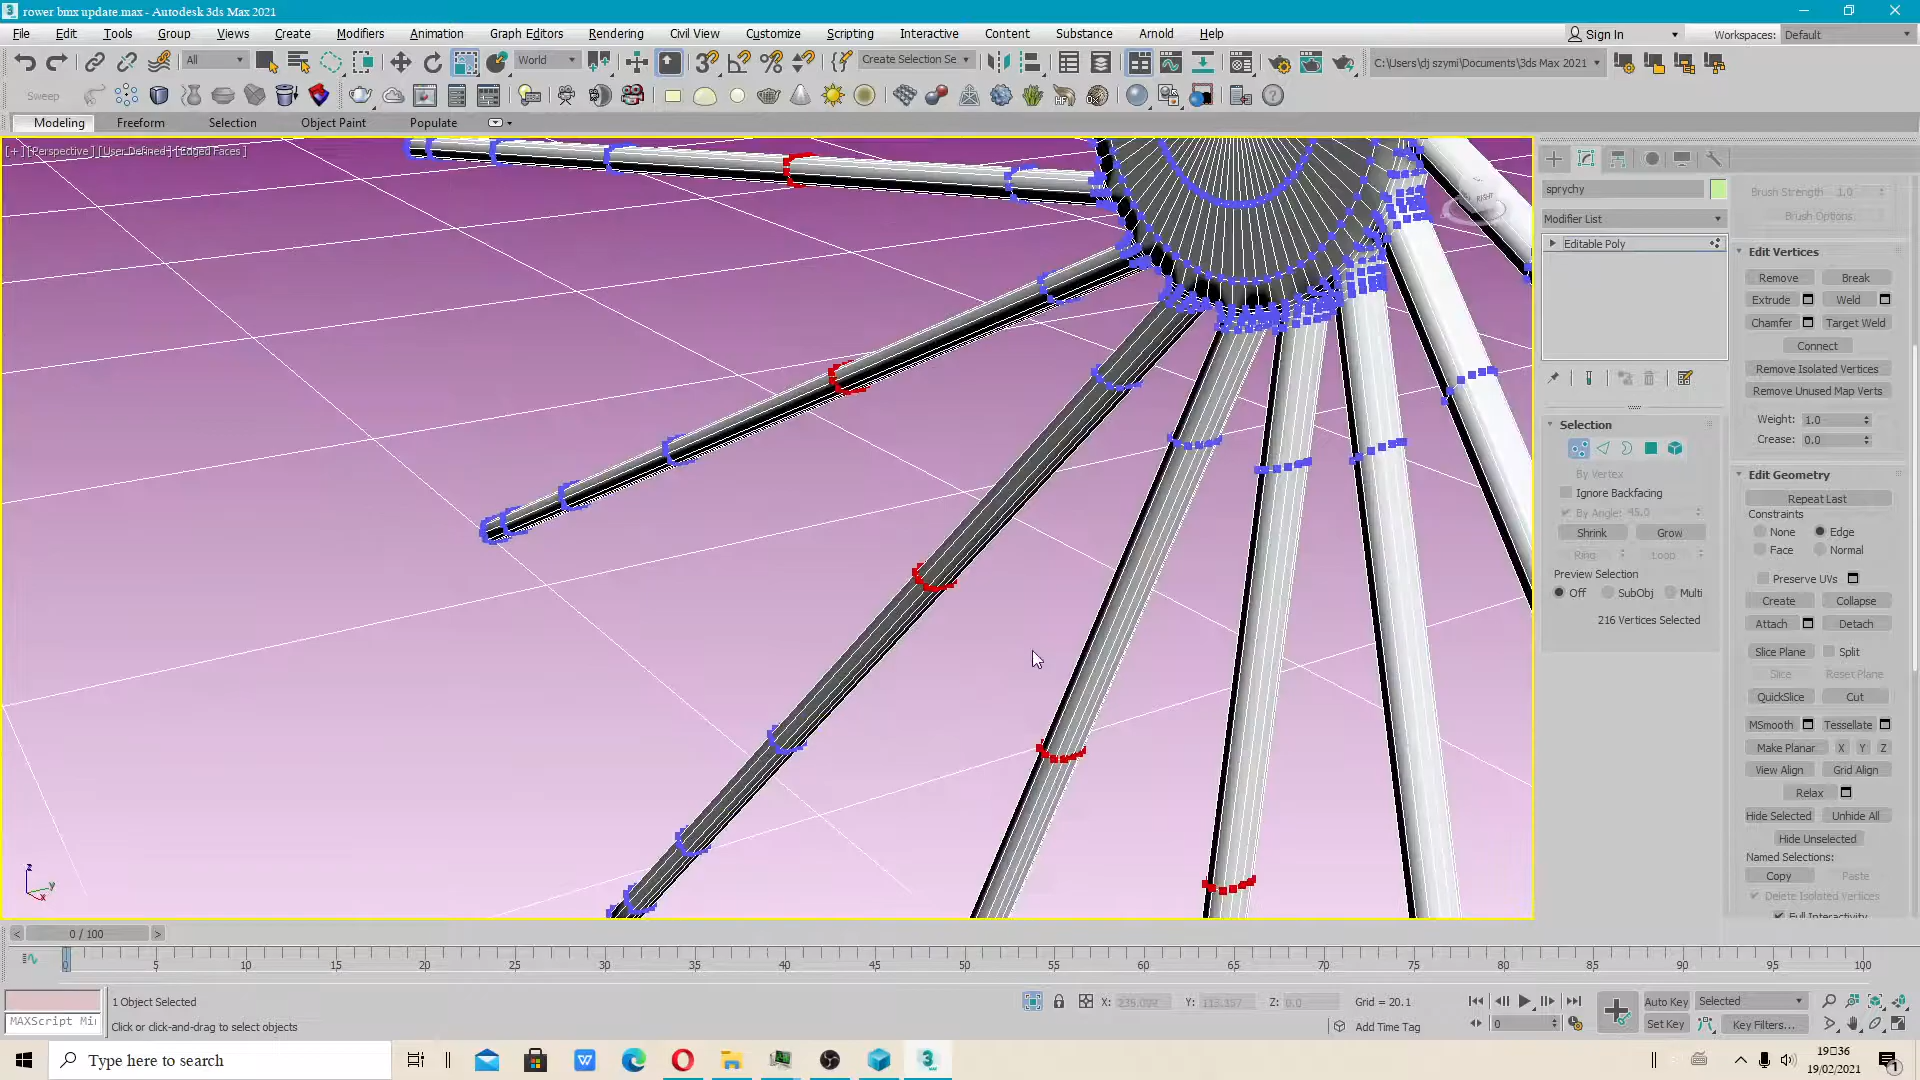 rower bmx update.max - Autodesk 3ds Max 2021
File Edit Tools Group Views Create Modifiers Animation Graph Editors Rendering Civil View Customize Scripting Interactive Content Substance Arnold Help Sign In Workspaces: Default
All World Create Selection Se C:\Users\dj szymi\Documents\3ds Max 2021
Sweep
Modeling Freeform Selection Object Paint Populate
[+] [Perspective] [User Defined] [Edged Faces]
RIGHT
sprychy
Modifier List
Editable Poly
Selection
By Vertex
Ignore Backfacing
By Angle: 45.0
Shrink Grow
Ring Loop
Preview Selection
Off SubObj Multi
216 Vertices Selected
Brush Strength 1.0
Brush Options
Edit Vertices
Remove Break
Extrude Weld
Chamfer Target Weld
Connect
Remove Isolated Vertices
Remove Unused Map Verts
Weight: 1.0
Crease: 0.0
Edit Geometry
Repeat Last
Constraints
None Edge
Face Normal
Preserve UVs
Create Collapse
Attach Detach
Slice Plane Split
Slice Reset Plane
QuickSlice Cut
MSmooth Tessellate
Make Planar X Y Z
View Align Grid Align
Relax
Hide Selected Unhide All
Hide Unselected
Named Selections:
Copy Paste
Delete Isolated Vertices
Full Interactivity
z
y
x
< 0 / 100 >
0 5 10 15 20 25 30 35 40 45 50 55 60 65 70 75 80 85 90 95 100
1 Object Selected X: Y: Z: 0.0 Grid = 20.1 Auto Key Selected
MAXScript Mi Click or click-and-drag to select objects Add Time Tag 0 Set Key Key Filters...
Type here to search
19 36
19/02/2021
1